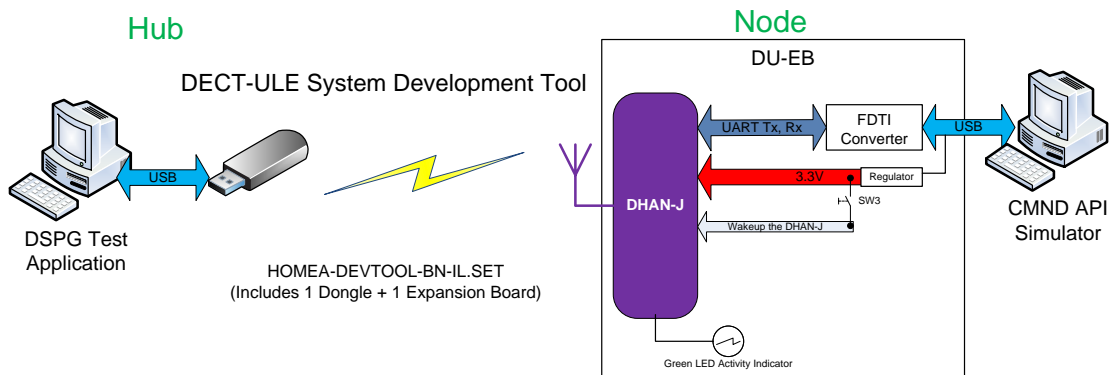 Hub
Node
DECT-ULE System Development Tool
DU-EB
UART Tx, Rx
FDTI
Converter
USB
USB
3.3V
Regulator
SW3
DHAN-J
Wakeup the DHAN-J
DSPG Test
Application
CMND API
Simulator
HOMEA-DEVTOOL-BN-IL.SET
(Includes 1 Dongle + 1 Expansion Board)
Green LED Activity Indicator